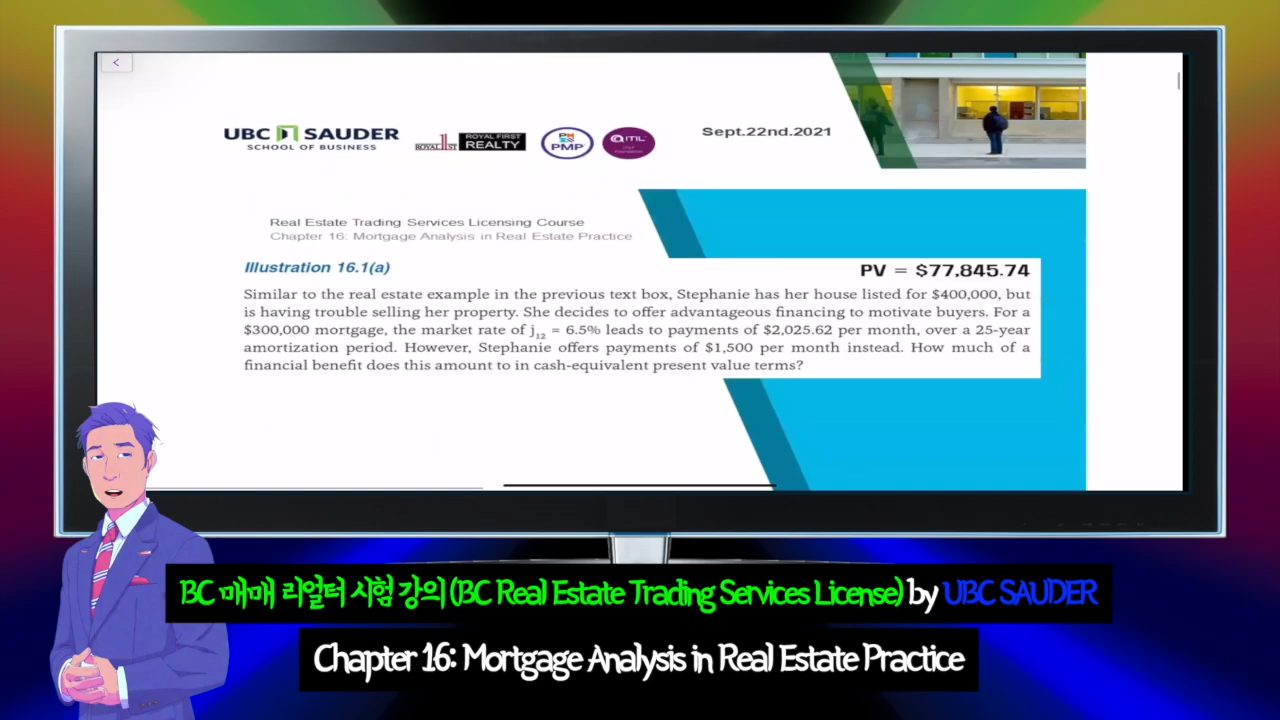 UBC SAUDER
SCHOOL OF BUSINESS
ROYAL 1ST
ROYAL FIRST
REALTY
PMP
ITIL
Sept.22nd.2021
Real Estate Trading Services Licensing Course
Chapter 16: Mortgage Analysis in Real Estate Practice
Illustration 16.1(a)
PV = $77,845.74
Similar to the real estate example in the previous text box, Stephanie has her house listed for $400,000, but
is having trouble selling her property. She decides to offer advantageous financing to motivate buyers. For a
$300,000 mortgage, the market rate of j12 = 6.5% leads to payments of $2,025.62 per month, over a 25-year
amortization period. However, Stephanie offers payments of $1,500 per month instead. How much of a
financial benefit does this amount to in cash-equivalent present value terms?
BC 매매 리얼터 시험 강의 (BC Real Estate Trading Services License) by UBC SAUDER
Chapter 16: Mortgage Analysis in Real Estate Practice